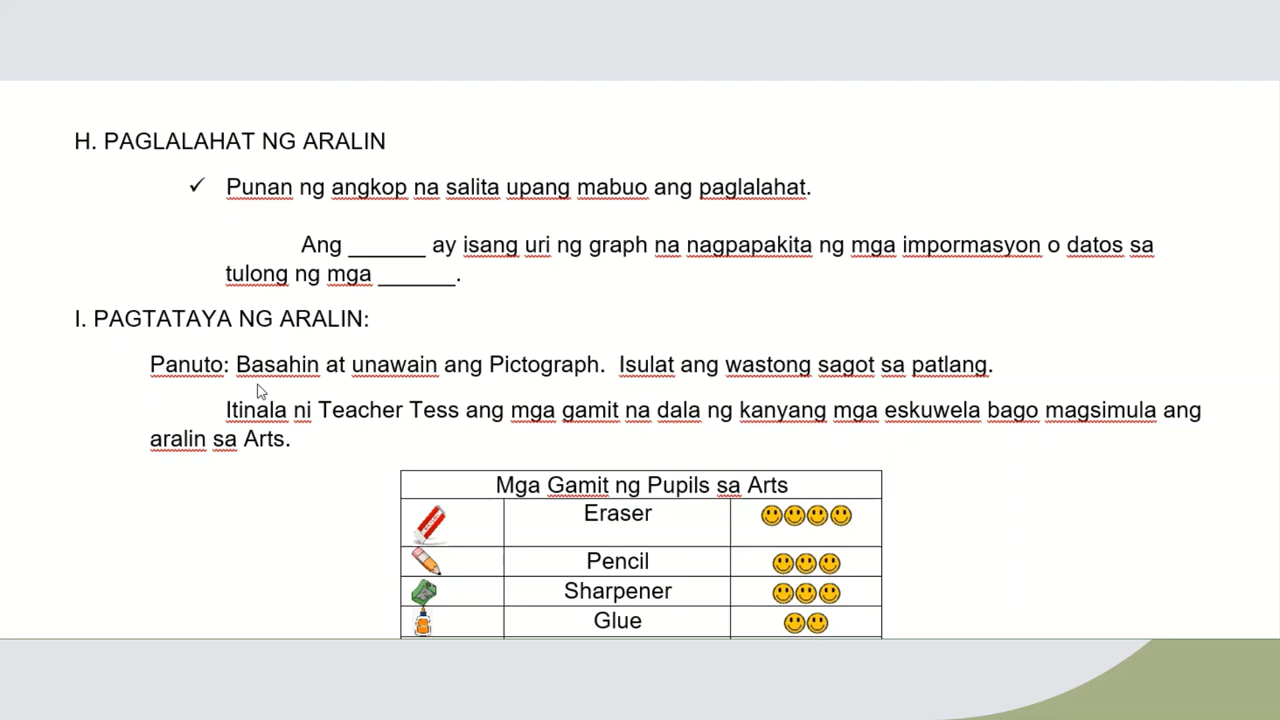 H. PAGLALAHAT NG ARALIN
✓ Punan ng angkop na salita upang mabuo ang paglalahat.
Ang ______ ay isang uri ng graph na nagpapakita ng mga impormasyon o datos sa
tulong ng mga ______.
I. PAGTATAYA NG ARALIN:
Panuto: Basahin at unawain ang Pictograph. Isulat ang wastong sagot sa patlang.
Itinala ni Teacher Tess ang mga gamit na dala ng kanyang mga eskuwela bago magsimula ang
aralin sa Arts.
Mga Gamit ng Pupils sa Arts
Eraser
Pencil
Sharpener
Glue